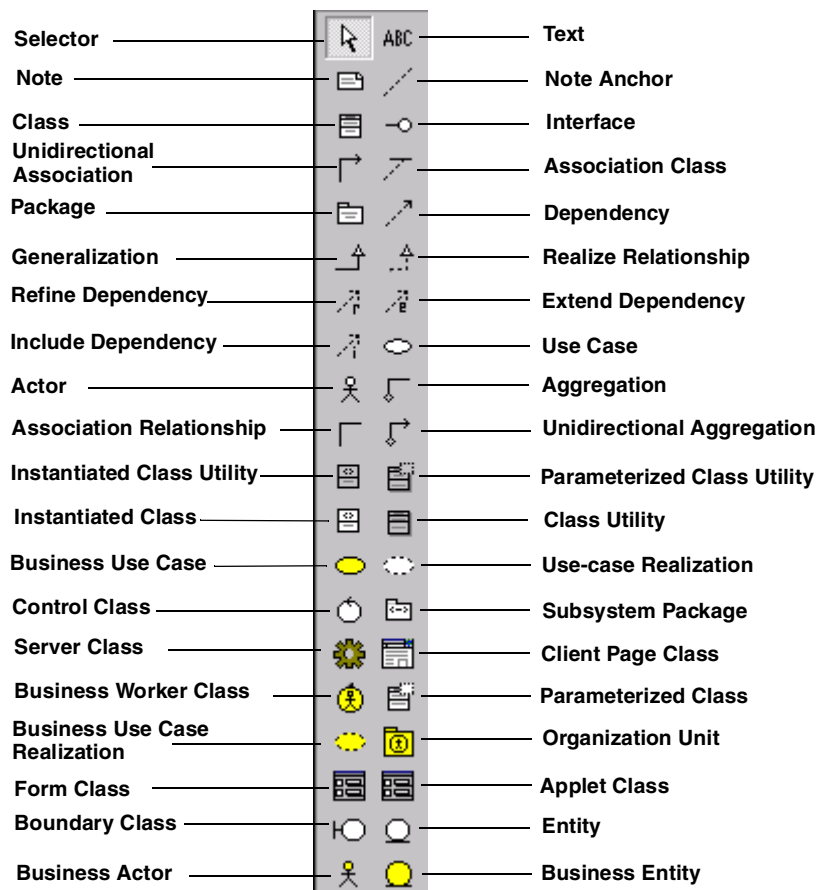 Selector ABC Text
Note Note Anchor
Class Interface
Unidirectional
Association Association Class
Package Dependency
Generalization Realize Relationship
Refine Dependency r e Extend Dependency
Include Dependency i Use Case
Actor Aggregation
Association Relationship Unidirectional Aggregation
Instantiated Class Utility Parameterized Class Utility
Instantiated Class Class Utility
Business Use Case Use-case Realization
Control Class Subsystem Package
Server Class Client Page Class
Business Worker Class Parameterized Class
Business Use Case
Realization Organization Unit
Form Class Applet Class
Boundary Class Entity
Business Actor Business Entity